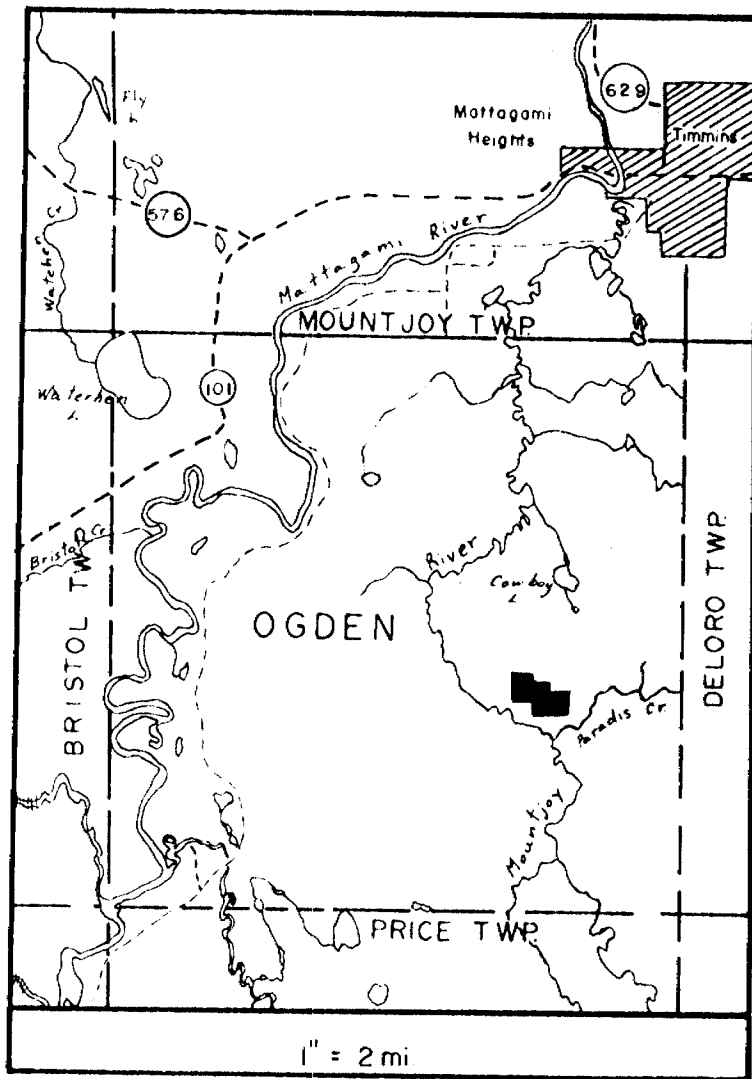 629
Fly
L.
Mattagami
Heights
Timmins
576
Watchen Cr
Mattagami River
MOUNTJOY TWP.
101
Waterhen
L.
Bristol Cr.
BRISTOL TWP
River
Cowboy
L.
OGDEN
DELORO TWP.
Paradis Cr.
Mountjoy
PRICE TWP.
1" = 2 mi.